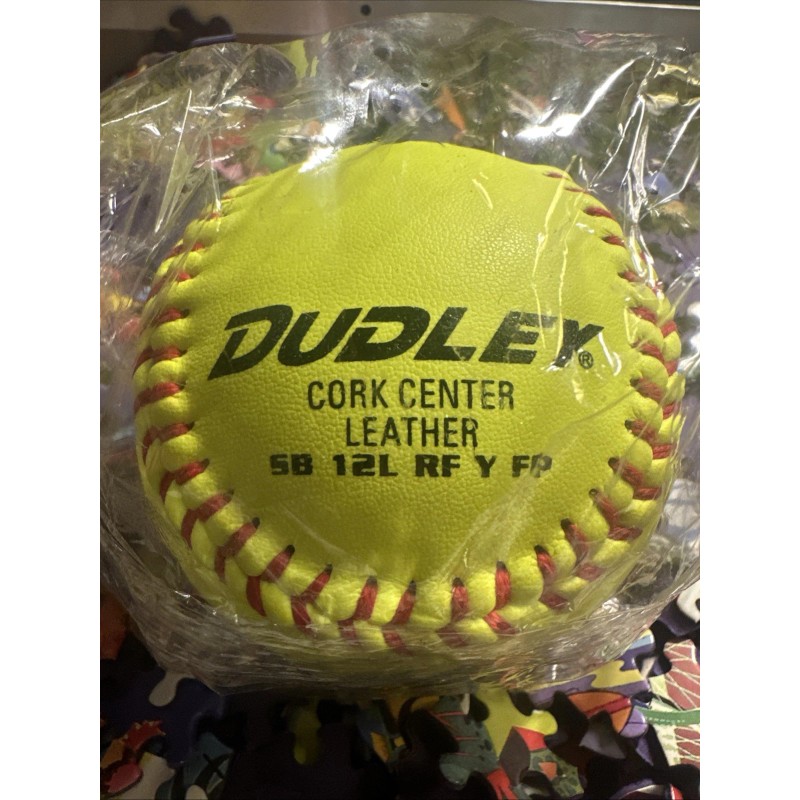 DUDLEY®
CORK CENTER
LEATHER
SB 12L RF Y FP